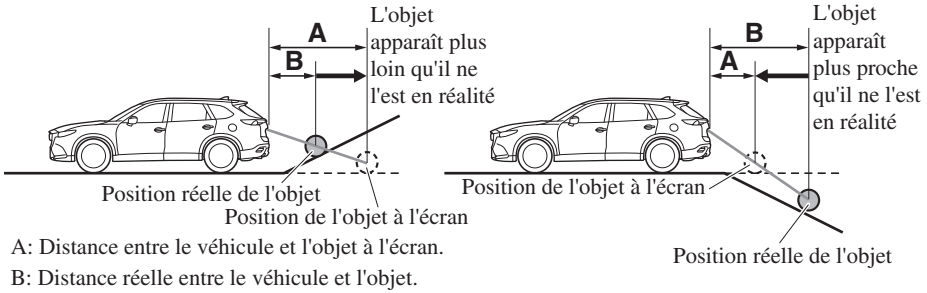 A
B
L'objet
apparaît plus
loin qu'il ne
l'est en réalité
Position réelle de l'objet
Position de l'objet à l'écran
B
A
L'objet
apparaît
plus proche
qu'il ne l'est
en réalité
Position de l'objet à l'écran
Position réelle de l'objet
A: Distance entre le véhicule et l'objet à l'écran.
B: Distance réelle entre le véhicule et l'objet.